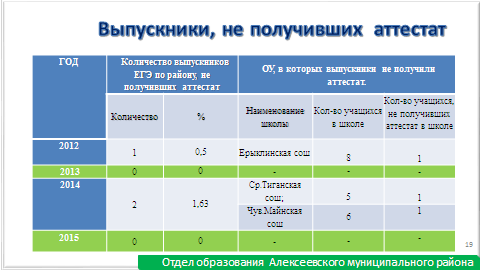 Выпускники, не получивших аттестат
ГОД
Количество выпускников
ЕГЭ по району, не
получивших аттестат
ОУ, в которых выпускники не получили
аттестат.
Количество
%
Наименование
школы
Кол-во учащихся
в школе
Кол-во учащихся,
не получивших
аттестат в школе
2012
1
0,5
Ерыклинская сош
8
1
2013
0
0
-
-
-
2014
2
1,63
Ср.Тиганская
сош;
5
1
Чув.Майнская
сош
6
1
2015
0
0
-
-
-
19
Отдел образования Алексеевского муниципального района